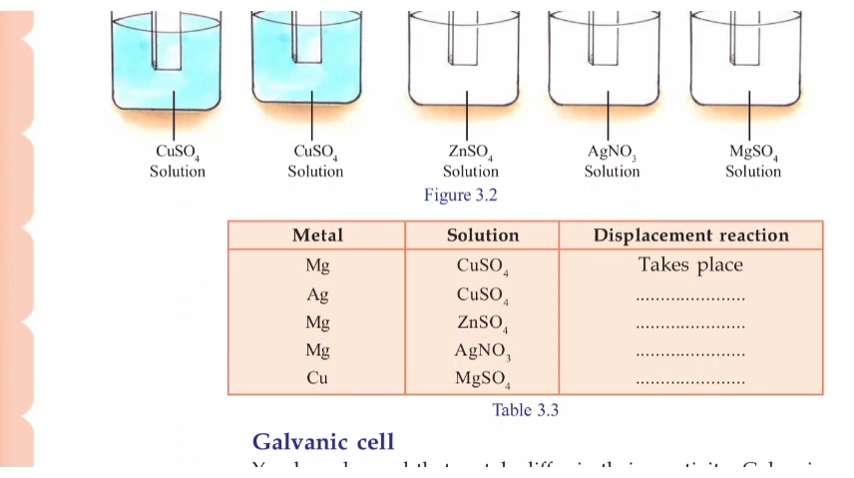 CuSO₄ CuSO₄ ZnSO₄ AgNO₃ MgSO₄
Solution Solution Solution Solution Solution
Figure 3.2
Metal Solution Displacement reaction
Mg CuSO₄ Takes place
Ag CuSO₄ ......................
Mg ZnSO₄ ......................
Mg AgNO₃ ......................
Cu MgSO₄ ......................
Table 3.3
Galvanic cell